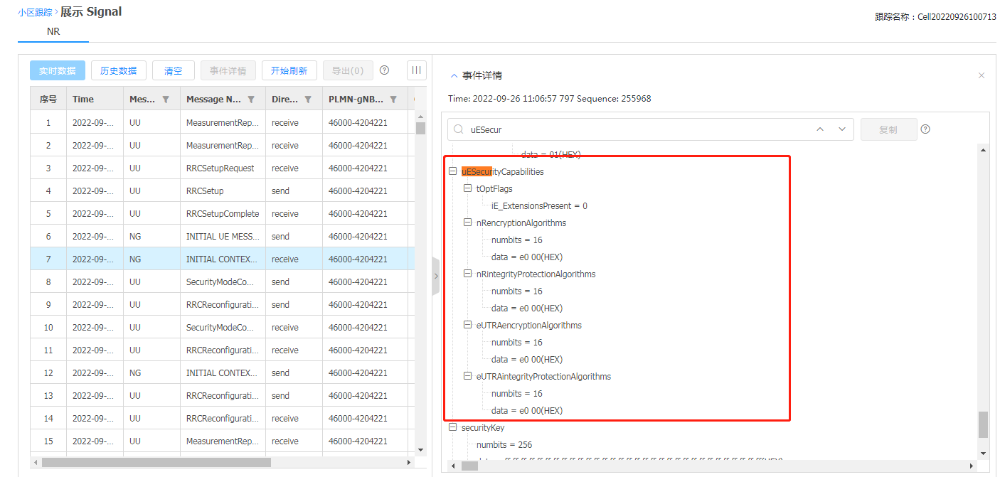 小区跟踪 > 展示 Signal
跟踪名称：Cell20220926100713
NR
实时数据 历史数据 清空 事件详情 开始刷新 导出(0)
序号 Time Mes... Message N... Dire... PLMN-gNB...
1 2022-09-... UU MeasurementRep... receive 46000-4204221
2 2022-09-... UU MeasurementRep... receive 46000-4204221
3 2022-09-... UU RRCSetupRequest receive 46000-4204221
4 2022-09-... UU RRCSetup send 46000-4204221
5 2022-09-... UU RRCSetupComplete receive 46000-4204221
6 2022-09-... NG INITIAL UE MESS... send 46000-4204221
7 2022-09-... NG INITIAL CONTEX... receive 46000-4204221
8 2022-09-... UU SecurityModeCo... send 46000-4204221
9 2022-09-... UU RRCReconfigurati... send 46000-4204221
10 2022-09-... UU SecurityModeCo... receive 46000-4204221
11 2022-09-... UU RRCReconfigurati... receive 46000-4204221
12 2022-09-... NG INITIAL CONTEX... send 46000-4204221
13 2022-09-... UU RRCReconfigurati... send 46000-4204221
14 2022-09-... UU RRCReconfigurati... receive 46000-4204221
15 2022-09-... UU MeasurementRep... receive 46000-4204221
事件详情
Time: 2022-09-26 11:06:57 797 Sequence: 255968
uESecur
复制
data = 01(HEX)
uESecurityCapabilities
tOptFlags
iE_ExtensionsPresent = 0
nRencryptionAlgorithms
numbits = 16
data = e0 00(HEX)
nRintegrityProtectionAlgorithms
numbits = 16
data = e0 00(HEX)
eUTRAencryptionAlgorithms
numbits = 16
data = e0 00(HEX)
eUTRAintegrityProtectionAlgorithms
numbits = 16
data = e0 00(HEX)
securityKey
numbits = 256